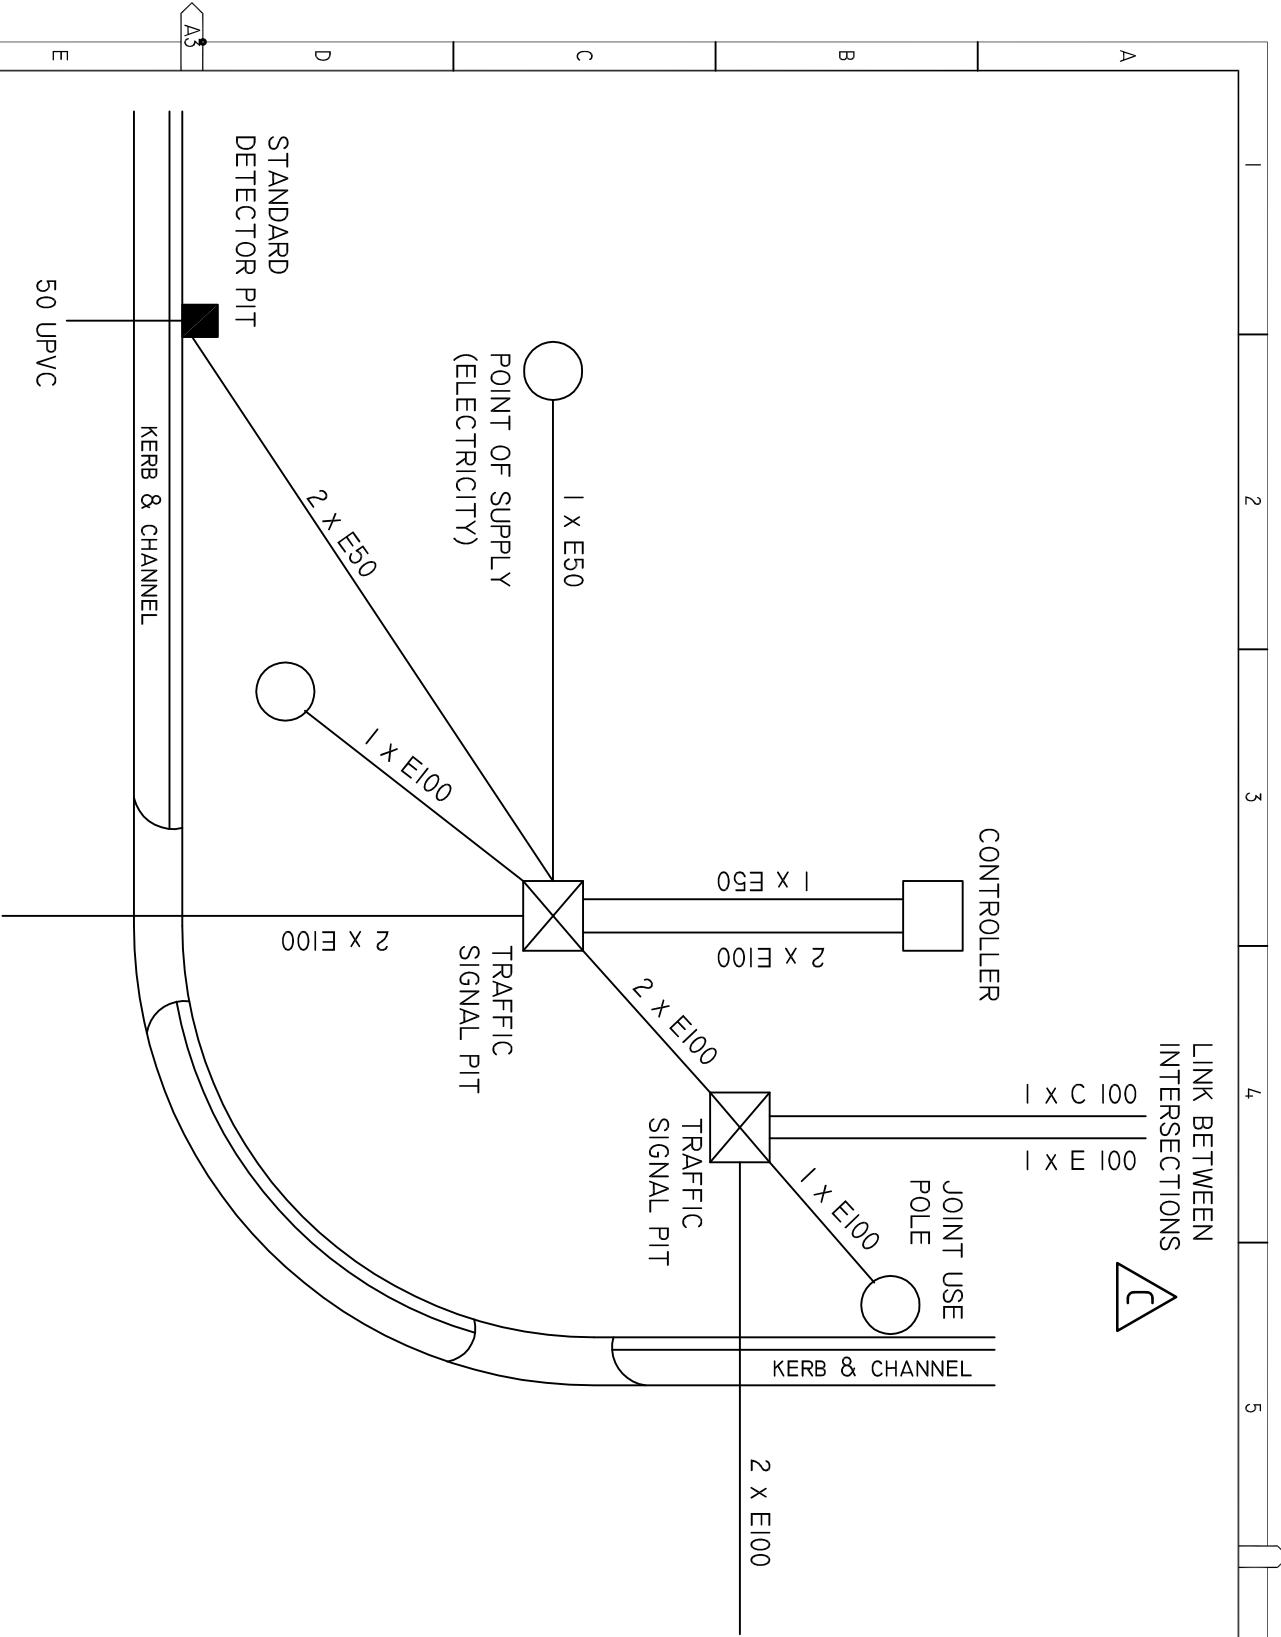 1
2
3
4
5
A
B
C
D
E
A3
LINK BETWEEN
INTERSECTIONS
C
1 x C 100
1 x E 100
CONTROLLER
JOINT USE
POLE
1 x E100
KERB & CHANNEL
1 x E50
2 x E100
2 x E100
TRAFFIC
SIGNAL PIT
2 x E100
1 x E50
POINT OF SUPPLY
(ELECTRICITY)
TRAFFIC
SIGNAL PIT
2 x E50
1 x E100
2 x E100
STANDARD
DETECTOR PIT
KERB & CHANNEL
50 UPVC